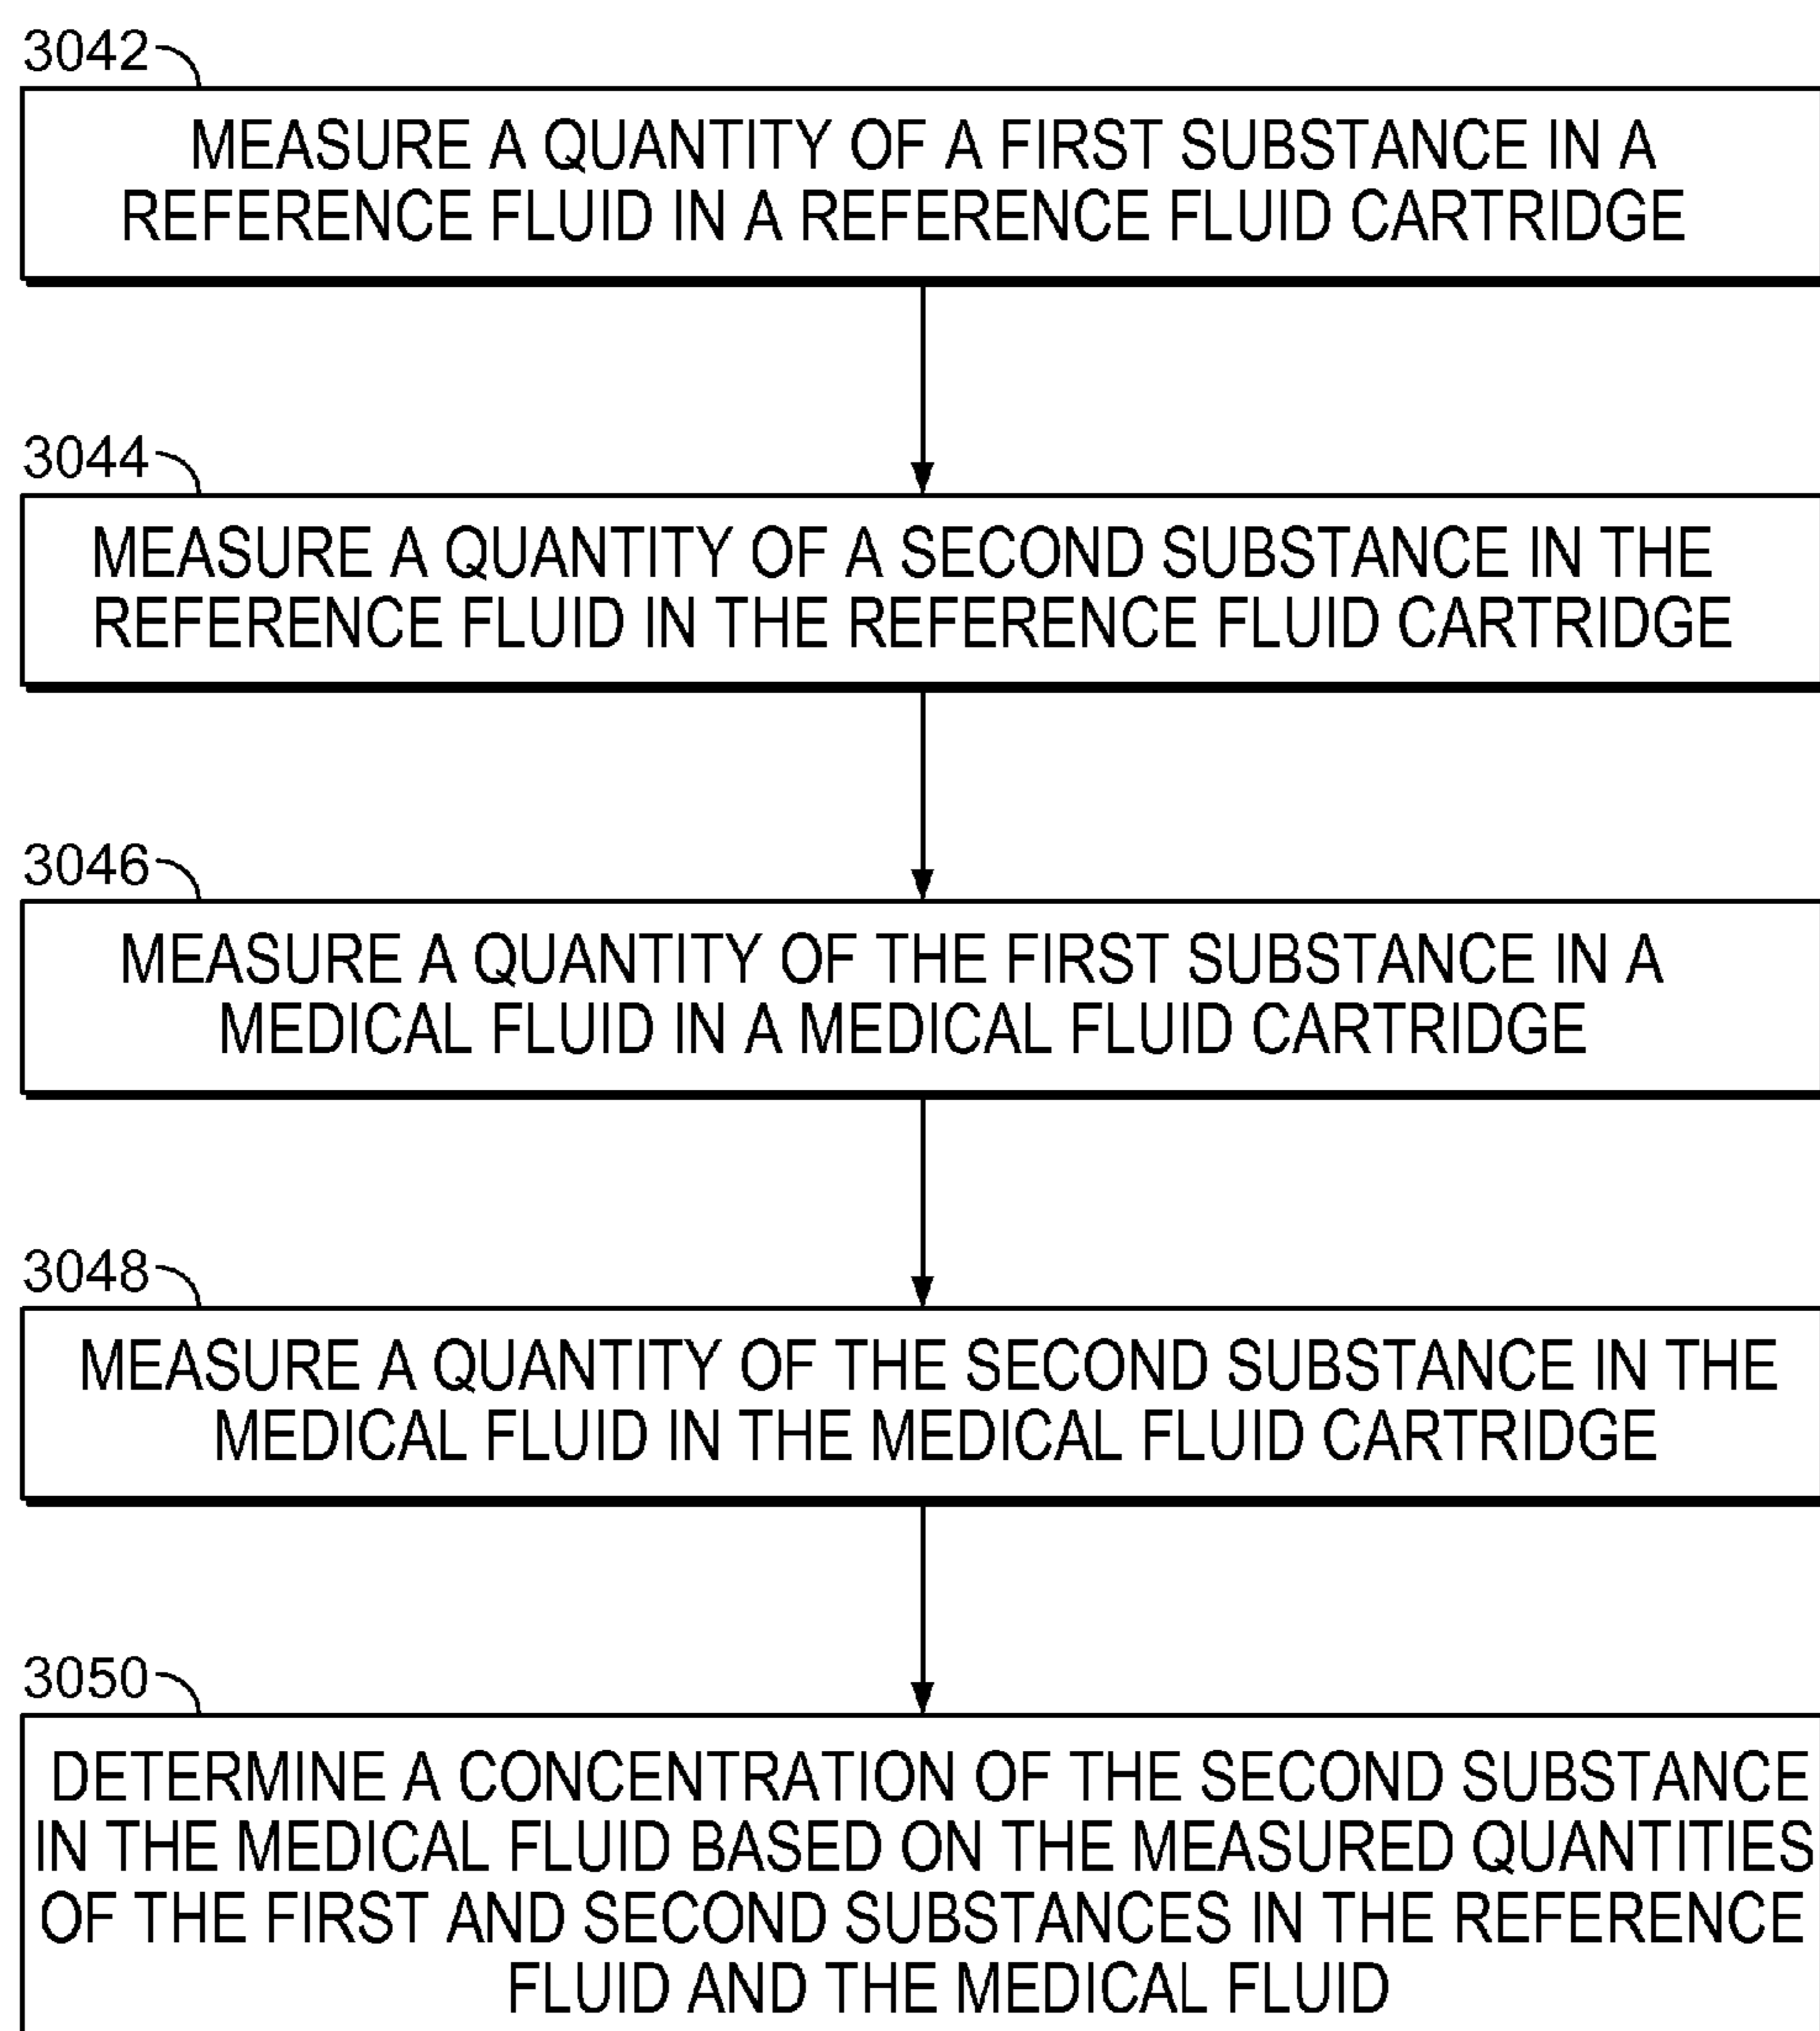 3042
MEASURE A QUANTITY OF A FIRST SUBSTANCE IN A
REFERENCE FLUID IN A REFERENCE FLUID CARTRIDGE
3044
MEASURE A QUANTITY OF A SECOND SUBSTANCE IN THE
REFERENCE FLUID IN THE REFERENCE FLUID CARTRIDGE
3046
MEASURE A QUANTITY OF THE FIRST SUBSTANCE IN A
MEDICAL FLUID IN A MEDICAL FLUID CARTRIDGE
3048
MEASURE A QUANTITY OF THE SECOND SUBSTANCE IN THE
MEDICAL FLUID IN THE MEDICAL FLUID CARTRIDGE
3050
DETERMINE A CONCENTRATION OF THE SECOND SUBSTANCE
IN THE MEDICAL FLUID BASED ON THE MEASURED QUANTITIES
OF THE FIRST AND SECOND SUBSTANCES IN THE REFERENCE
FLUID AND THE MEDICAL FLUID